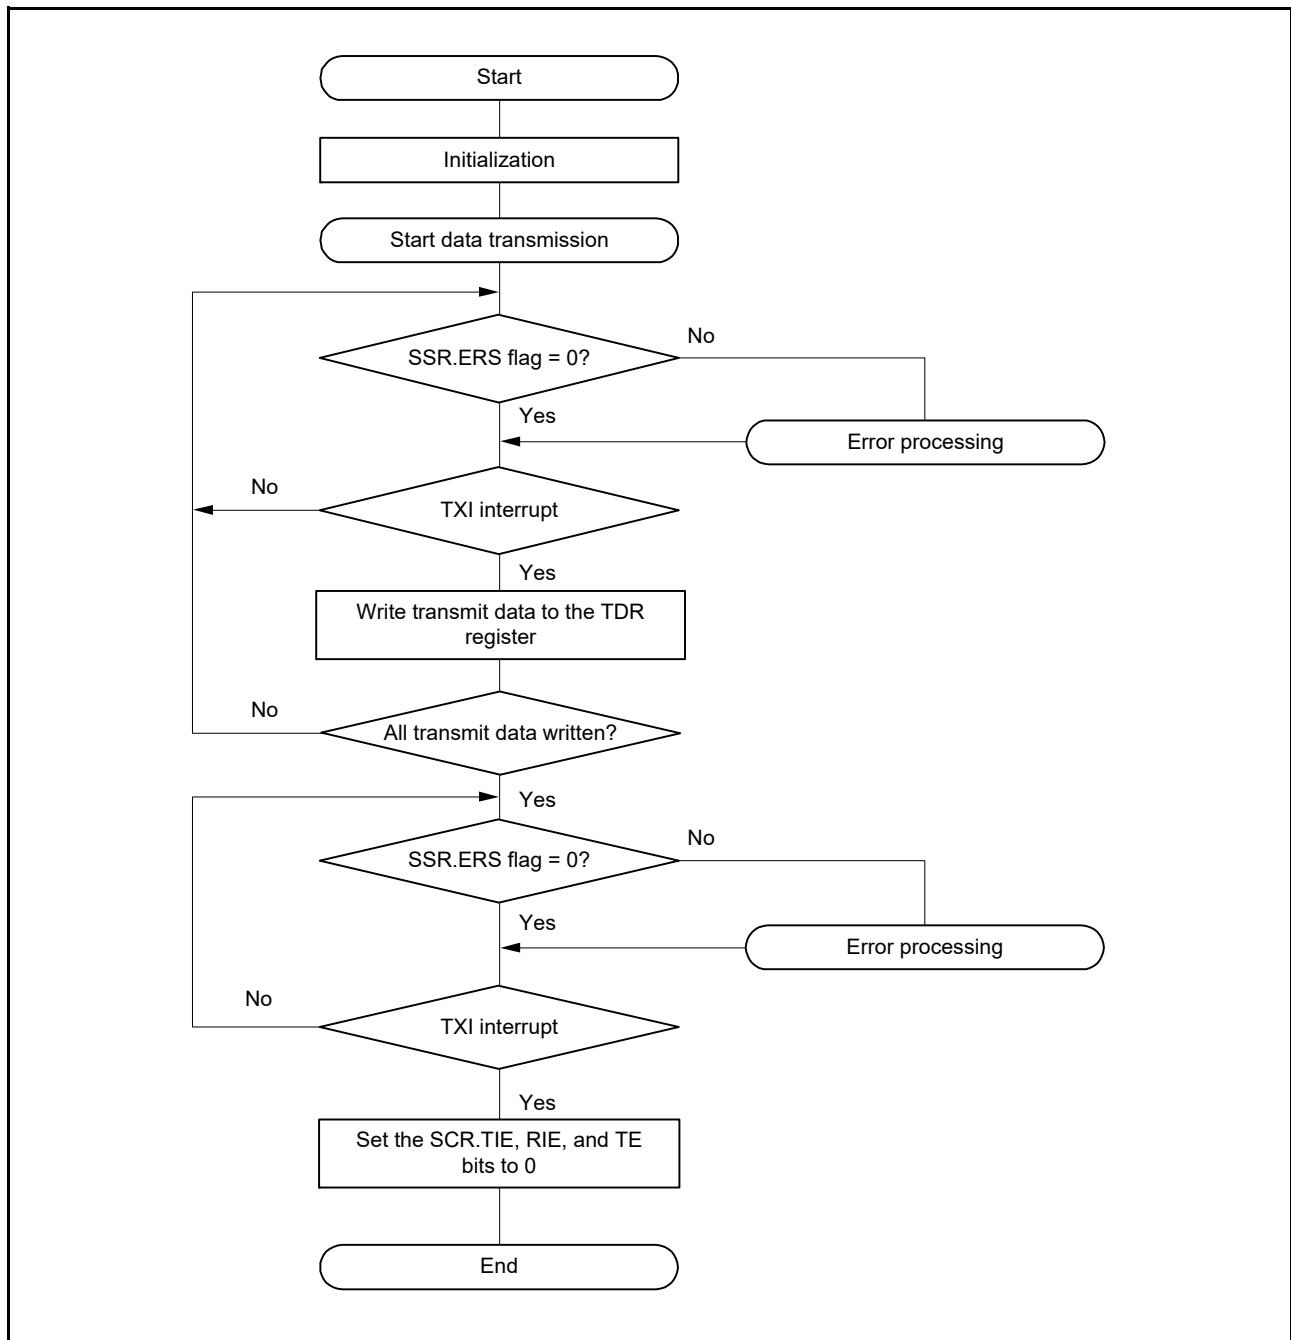 Start
Initialization
Start data transmission
SSR.ERS flag = 0?
No
Yes
Error processing
No
TXI interrupt
Yes
Write transmit data to the TDR
register
No
All transmit data written?
Yes
SSR.ERS flag = 0?
No
Yes
Error processing
No
TXI interrupt
Yes
Set the SCR.TIE, RIE, and TE
bits to 0
End